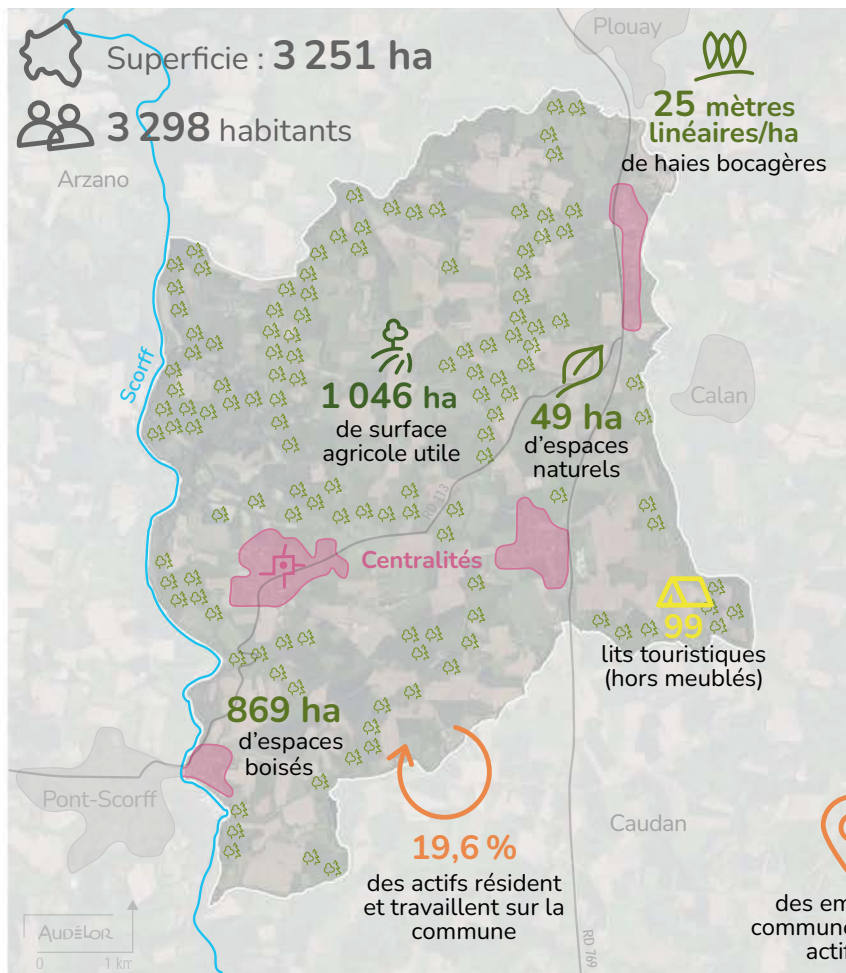 Superficie : 3 251 ha
3 298 habitants
Plouay
25 mètres
linéaires/ha
de haies bocagères
Arzano
Scorff
1 046 ha
de surface
agricole utile
49 ha
d'espaces
naturels
Calan
RD 113
Centralités
99
lits touristiques
(hors meublés)
869 ha
d'espaces
boisés
Pont-Scorff
Caudan
19,6 %
des actifs résident
et travaillent sur la
commune
des em
commun
actif
AUDÉLOR
0 1 km
RD 769